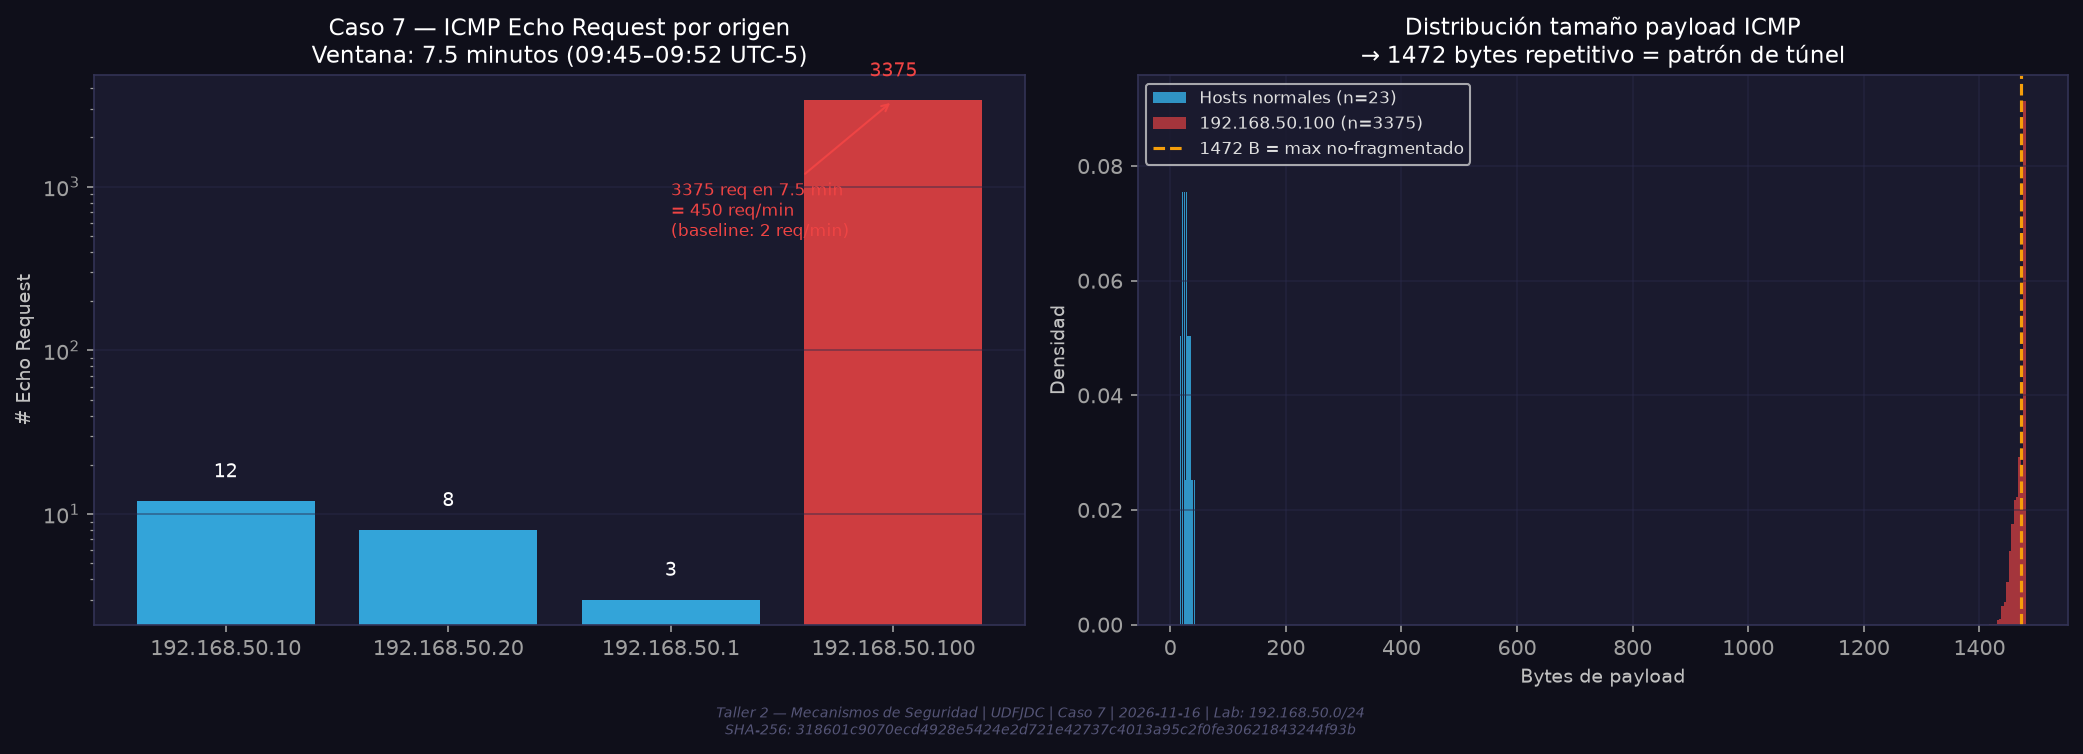 Caso 7 — ICMP Echo Request por origen
Ventana: 7.5 minutos (09:45–09:52 UTC-5)
3375
3375 req en 7.5 min
= 450 req/min
(baseline: 2 req/min)
12
8
3
10³
10²
10¹
# Echo Request
192.168.50.10
192.168.50.20
192.168.50.1
192.168.50.100
Distribución tamaño payload ICMP
→ 1472 bytes repetitivo = patrón de túnel
Hosts normales (n=23)
192.168.50.100 (n=3375)
1472 B = max no-fragmentado
0.08
0.06
0.04
0.02
0.00
Densidad
0
200
400
600
800
1000
1200
1400
Bytes de payload
Taller 2 — Mecanismos de Seguridad | UDFJDC | Caso 7 | 2026-11-16 | Lab: 192.168.50.0/24
SHA-256: 318601c9070ecd4928e5424e2d721e42737c4013a95c2f0fe30621843244f93b